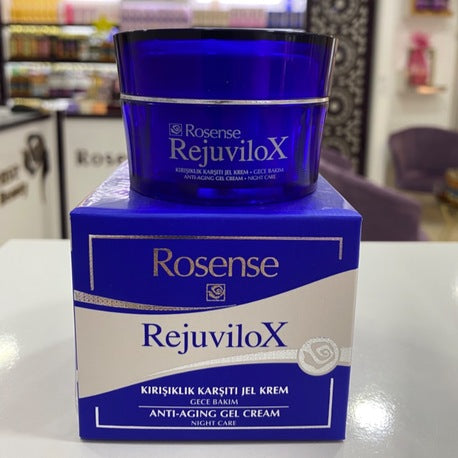 Rosense
RejuviloX
KIRIŞIKLIK KARŞITI JEL KREM • GECE BAKIM
ANTI-AGING GEL CREAM • NIGHT CARE
Rose
Rosense
RejuviloX
KIRIŞIKLIK KARŞITI JEL KREM
GECE BAKIM
ANTI-AGING GEL CREAM
NIGHT CARE